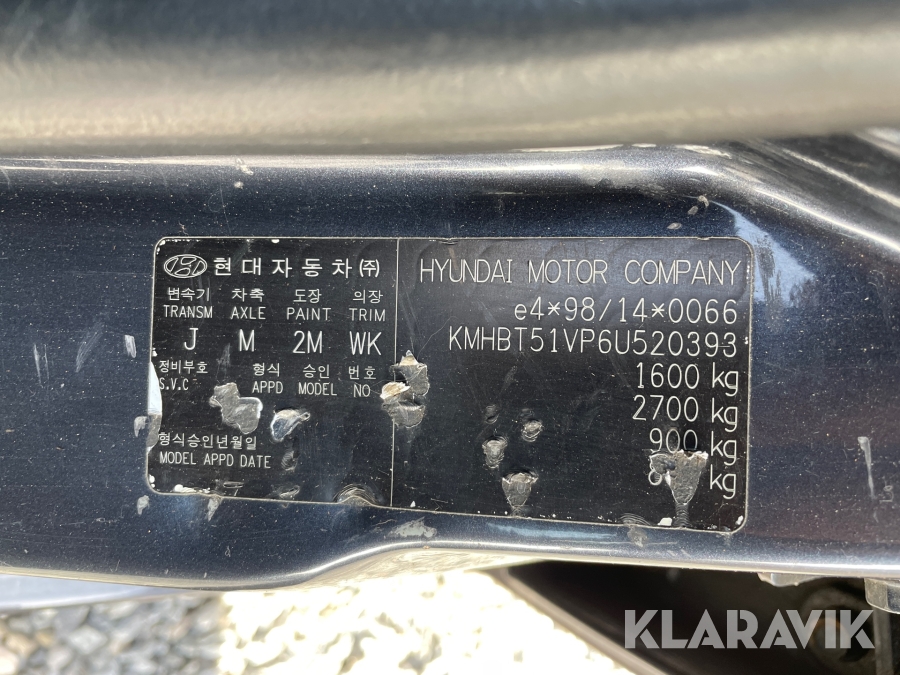 현대자동차(주)
변속기 차축 도장 의장
TRANSM AXLE PAINT TRIM
J M 2M WK
정비부호 형식 승인 번호
S.V.C APPD MODEL NO
형식승인년월일
MODEL APPD DATE
HYUNDAI MOTOR COMPANY
e4*98/14*0066
KMHBT51VP6U520393
1600 kg
2700 kg
900 kg
kg
KLARAVIK